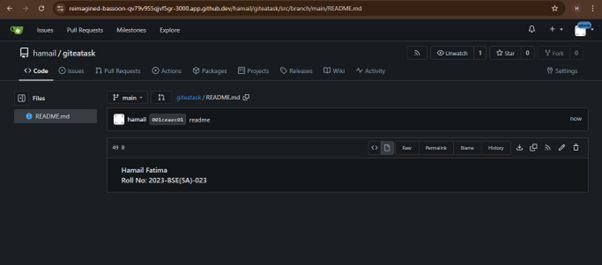 reimagined-bassoon-qv79v955qjvf5gr-3000.app.github.dev/hamail/giteatask/src/branch/main/README.md
Issues Pull Requests Milestones Explore
hamail / giteatask
Unwatch 1 Star 0 Fork 0
Code Issues Pull Requests Actions Packages Projects Releases Wiki Activity Settings
Files
main
giteatask / README.md
README.md
hamail readme now
49 B
Raw Permalink Blame History
Hamail Fatima
Roll No: 2023-BSE(5A)-023